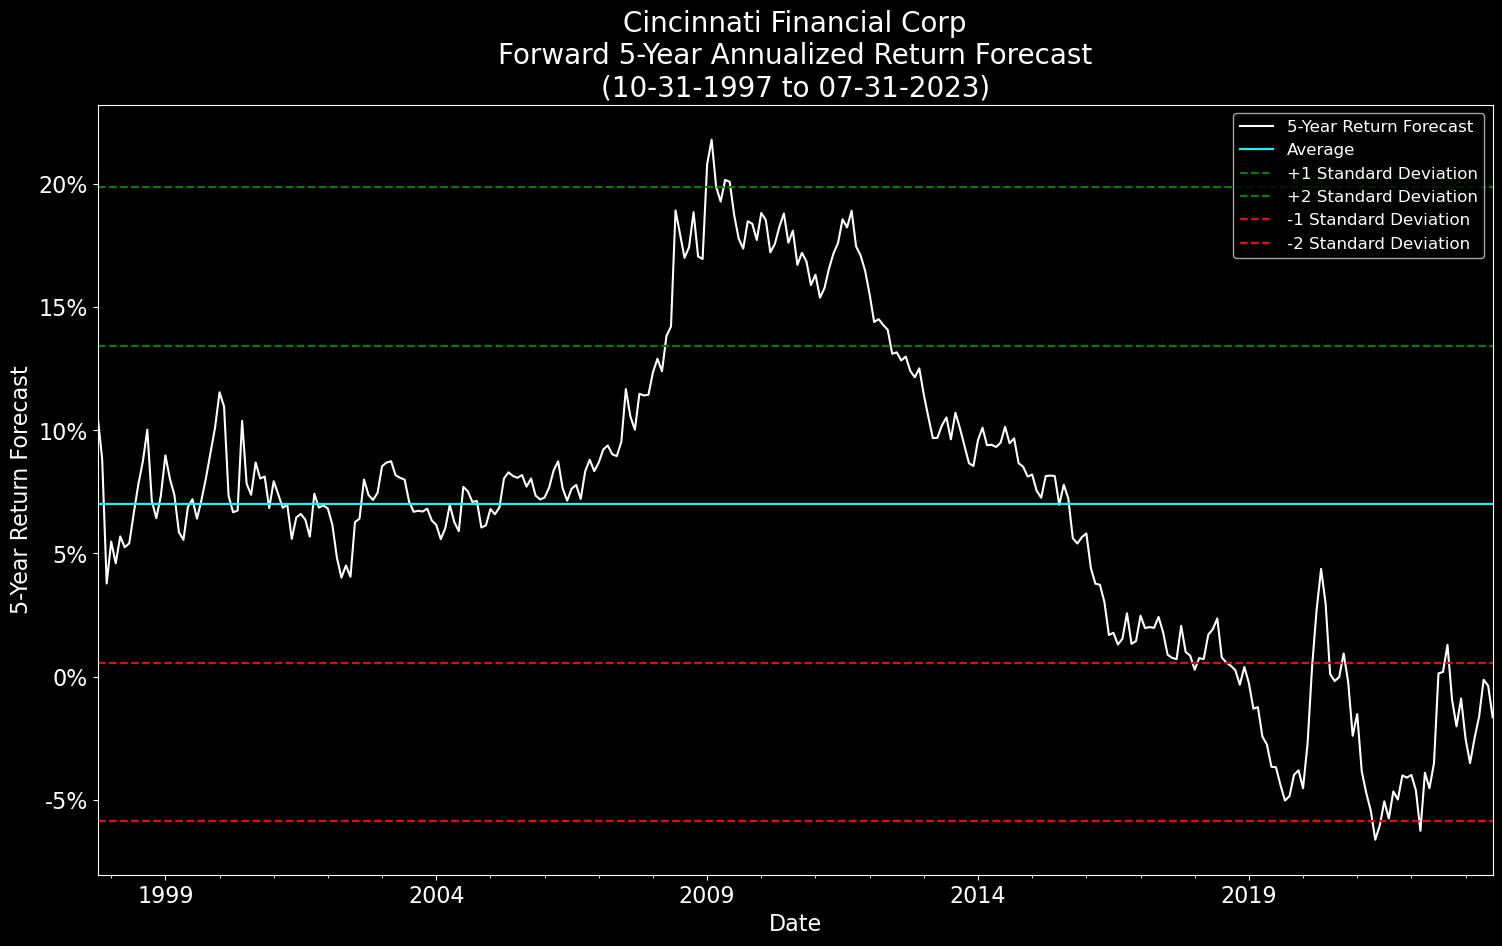 Cincinnati Financial Corp
Forward 5-Year Annualized Return Forecast
(10-31-1997 to 07-31-2023)
5-Year Return Forecast
Average
+1 Standard Deviation
+2 Standard Deviation
-1 Standard Deviation
-2 Standard Deviation
20%
15%
10%
5%
0%
-5%
5-Year Return Forecast
1999
2004
2009
2014
2019
Date